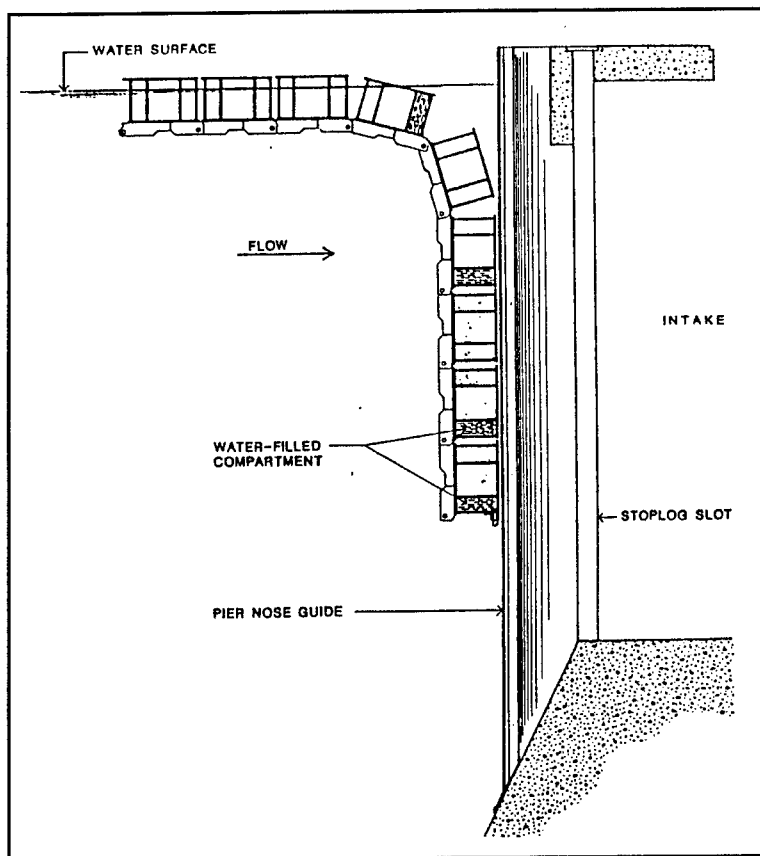 WATER SURFACE
FLOW
INTAKE
WATER-FILLED
COMPARTMENT
STOPLOG SLOT
PIER NOSE GUIDE